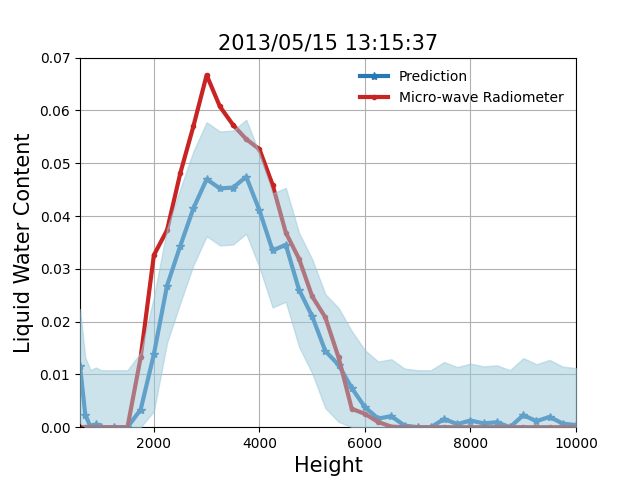 2013/05/15 13:15:37
0.07
0.06
0.05
0.04
0.03
0.02
0.01
0.00
Liquid Water Content
Prediction
Micro-wave Radiometer
2000 4000 6000 8000 10000
Height